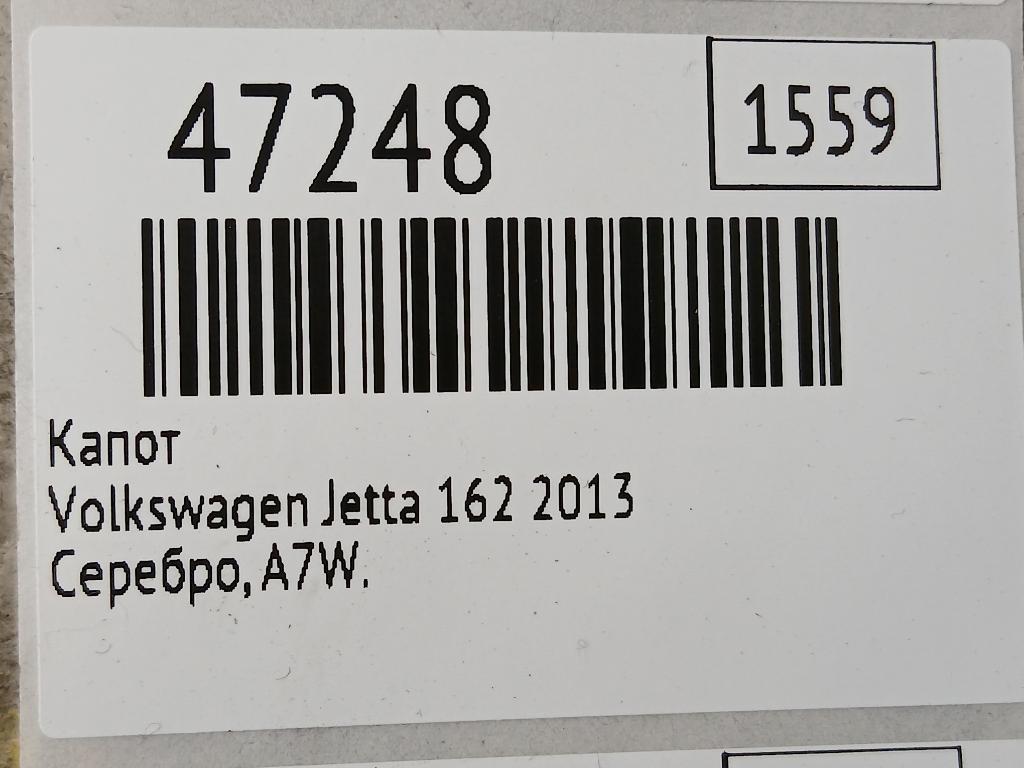 47248
1559
Капот
Volkswagen Jetta 162 2013
Серебро, A7W.